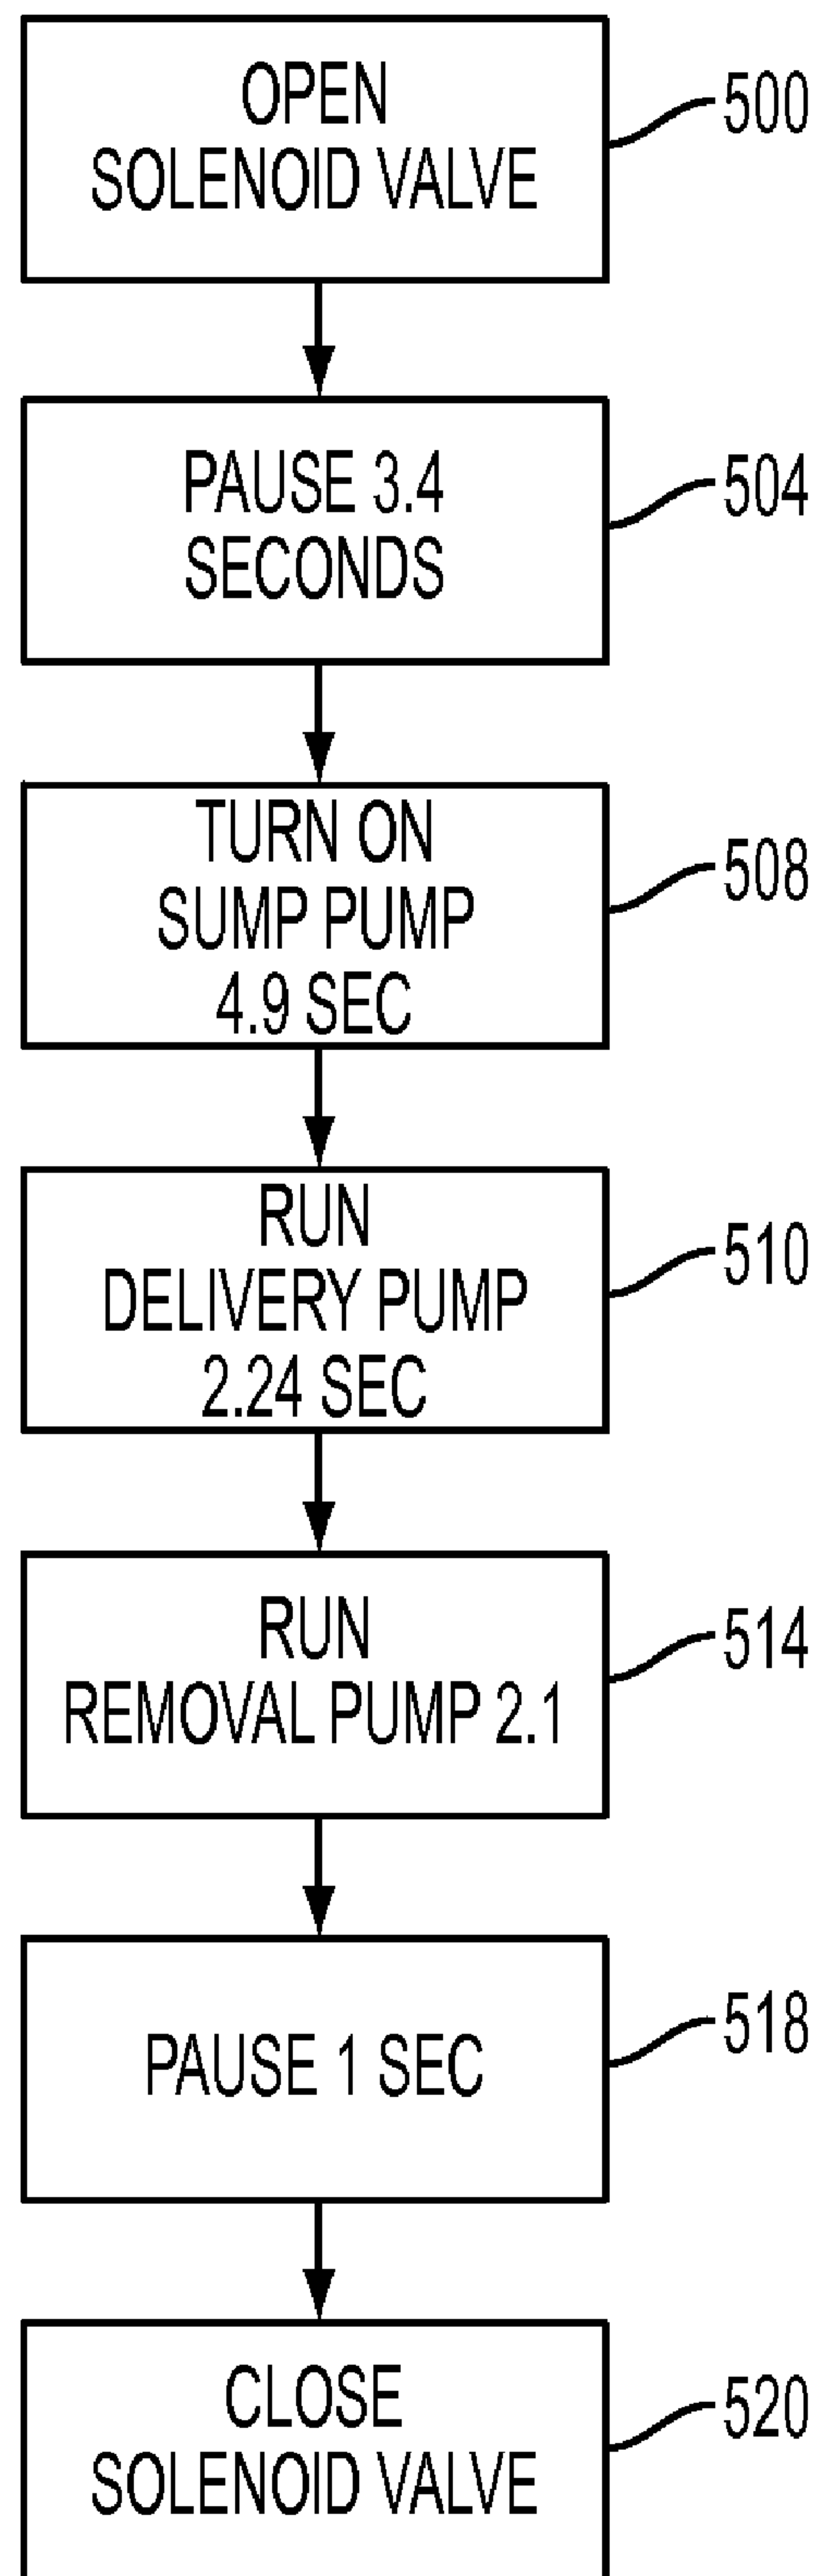 OPEN
SOLENOID VALVE
500
PAUSE 3.4
SECONDS
504
TURN ON
SUMP PUMP
4.9 SEC
508
RUN
DELIVERY PUMP
2.24 SEC
510
RUN
REMOVAL PUMP 2.1
514
PAUSE 1 SEC
518
CLOSE
SOLENOID VALVE
520